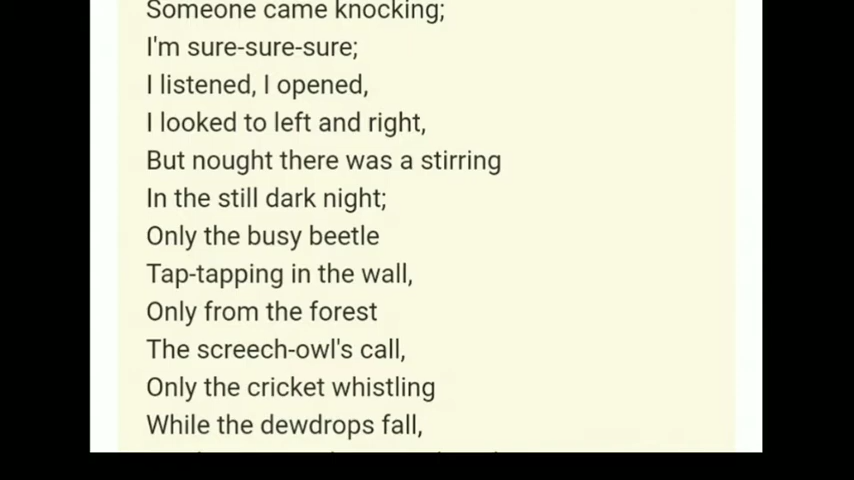 Someone came knocking;
I'm sure-sure-sure;
I listened, I opened,
I looked to left and right,
But nought there was a stirring
In the still dark night;
Only the busy beetle
Tap-tapping in the wall,
Only from the forest
The screech-owl's call,
Only the cricket whistling
While the dewdrops fall,